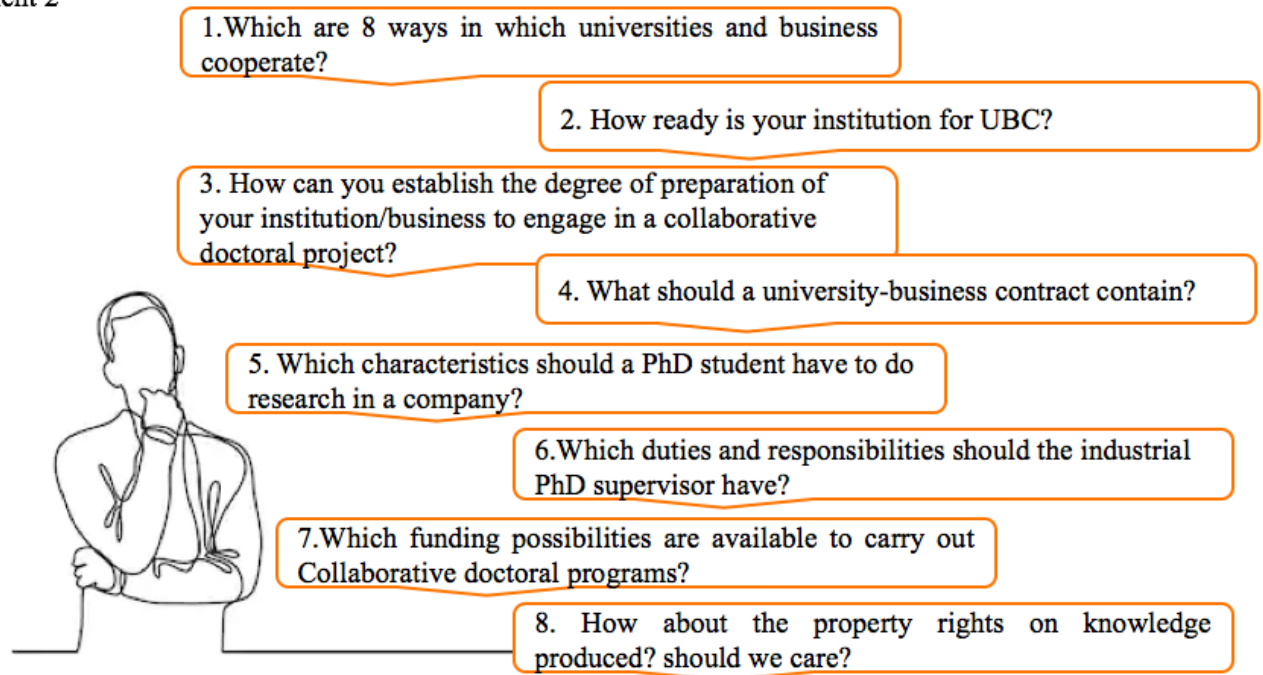 1.Which are 8 ways in which universities and business
cooperate?
2. How ready is your institution for UBC?
3. How can you establish the degree of preparation of
your institution/business to engage in a collaborative
doctoral project?
4. What should a university-business contract contain?
5. Which characteristics should a PhD student have to do
research in a company?
6.Which duties and responsibilities should the industrial
PhD supervisor have?
7.Which funding possibilities are available to carry out
Collaborative doctoral programs?
8. How about the property rights on knowledge
produced? should we care?